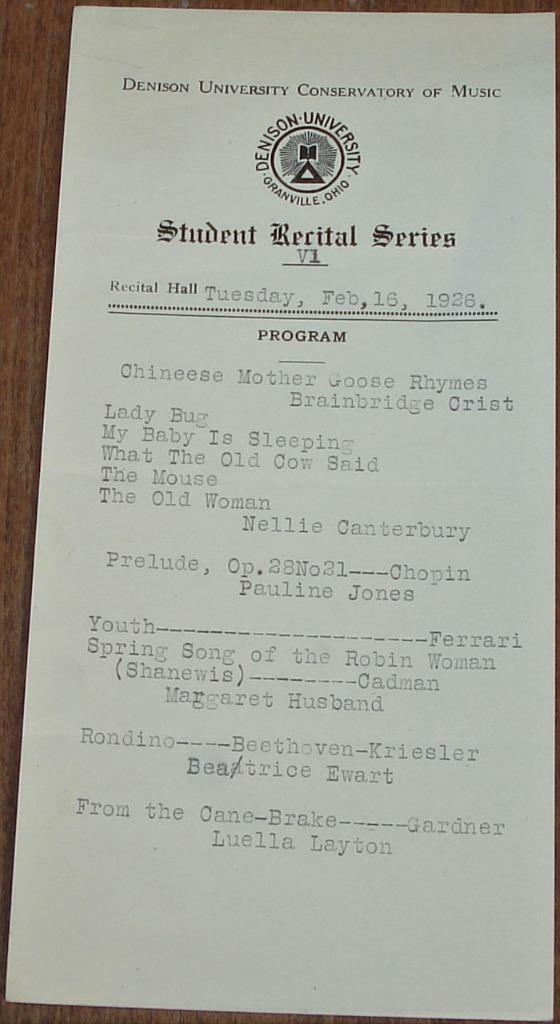 DENISON UNIVERSITY CONSERVATORY OF MUSIC
DENISON·UNIVERSITY·
GRANVILLE, OHIO
Student Recital Series
VI
Recital Hall Tuesday, Feb,16, 1926.
PROGRAM
Chineese Mother Goose Rhymes
Brainbridge Crist
Lady Bug
My Baby Is Sleeping
What The Old Cow Said
The Mouse
The Old Woman
Nellie Canterbury
Prelude, Op.28No21---Chopin
Pauline Jones
Youth--------------------Ferrari
Spring Song of the Robin Woman
(Shanewis)--------Cadman
Margaret Husband
Rondino----Beethoven-Kriesler
Bea/trice Ewart
From the Cane-Brake-----Gardner
Luella Layton